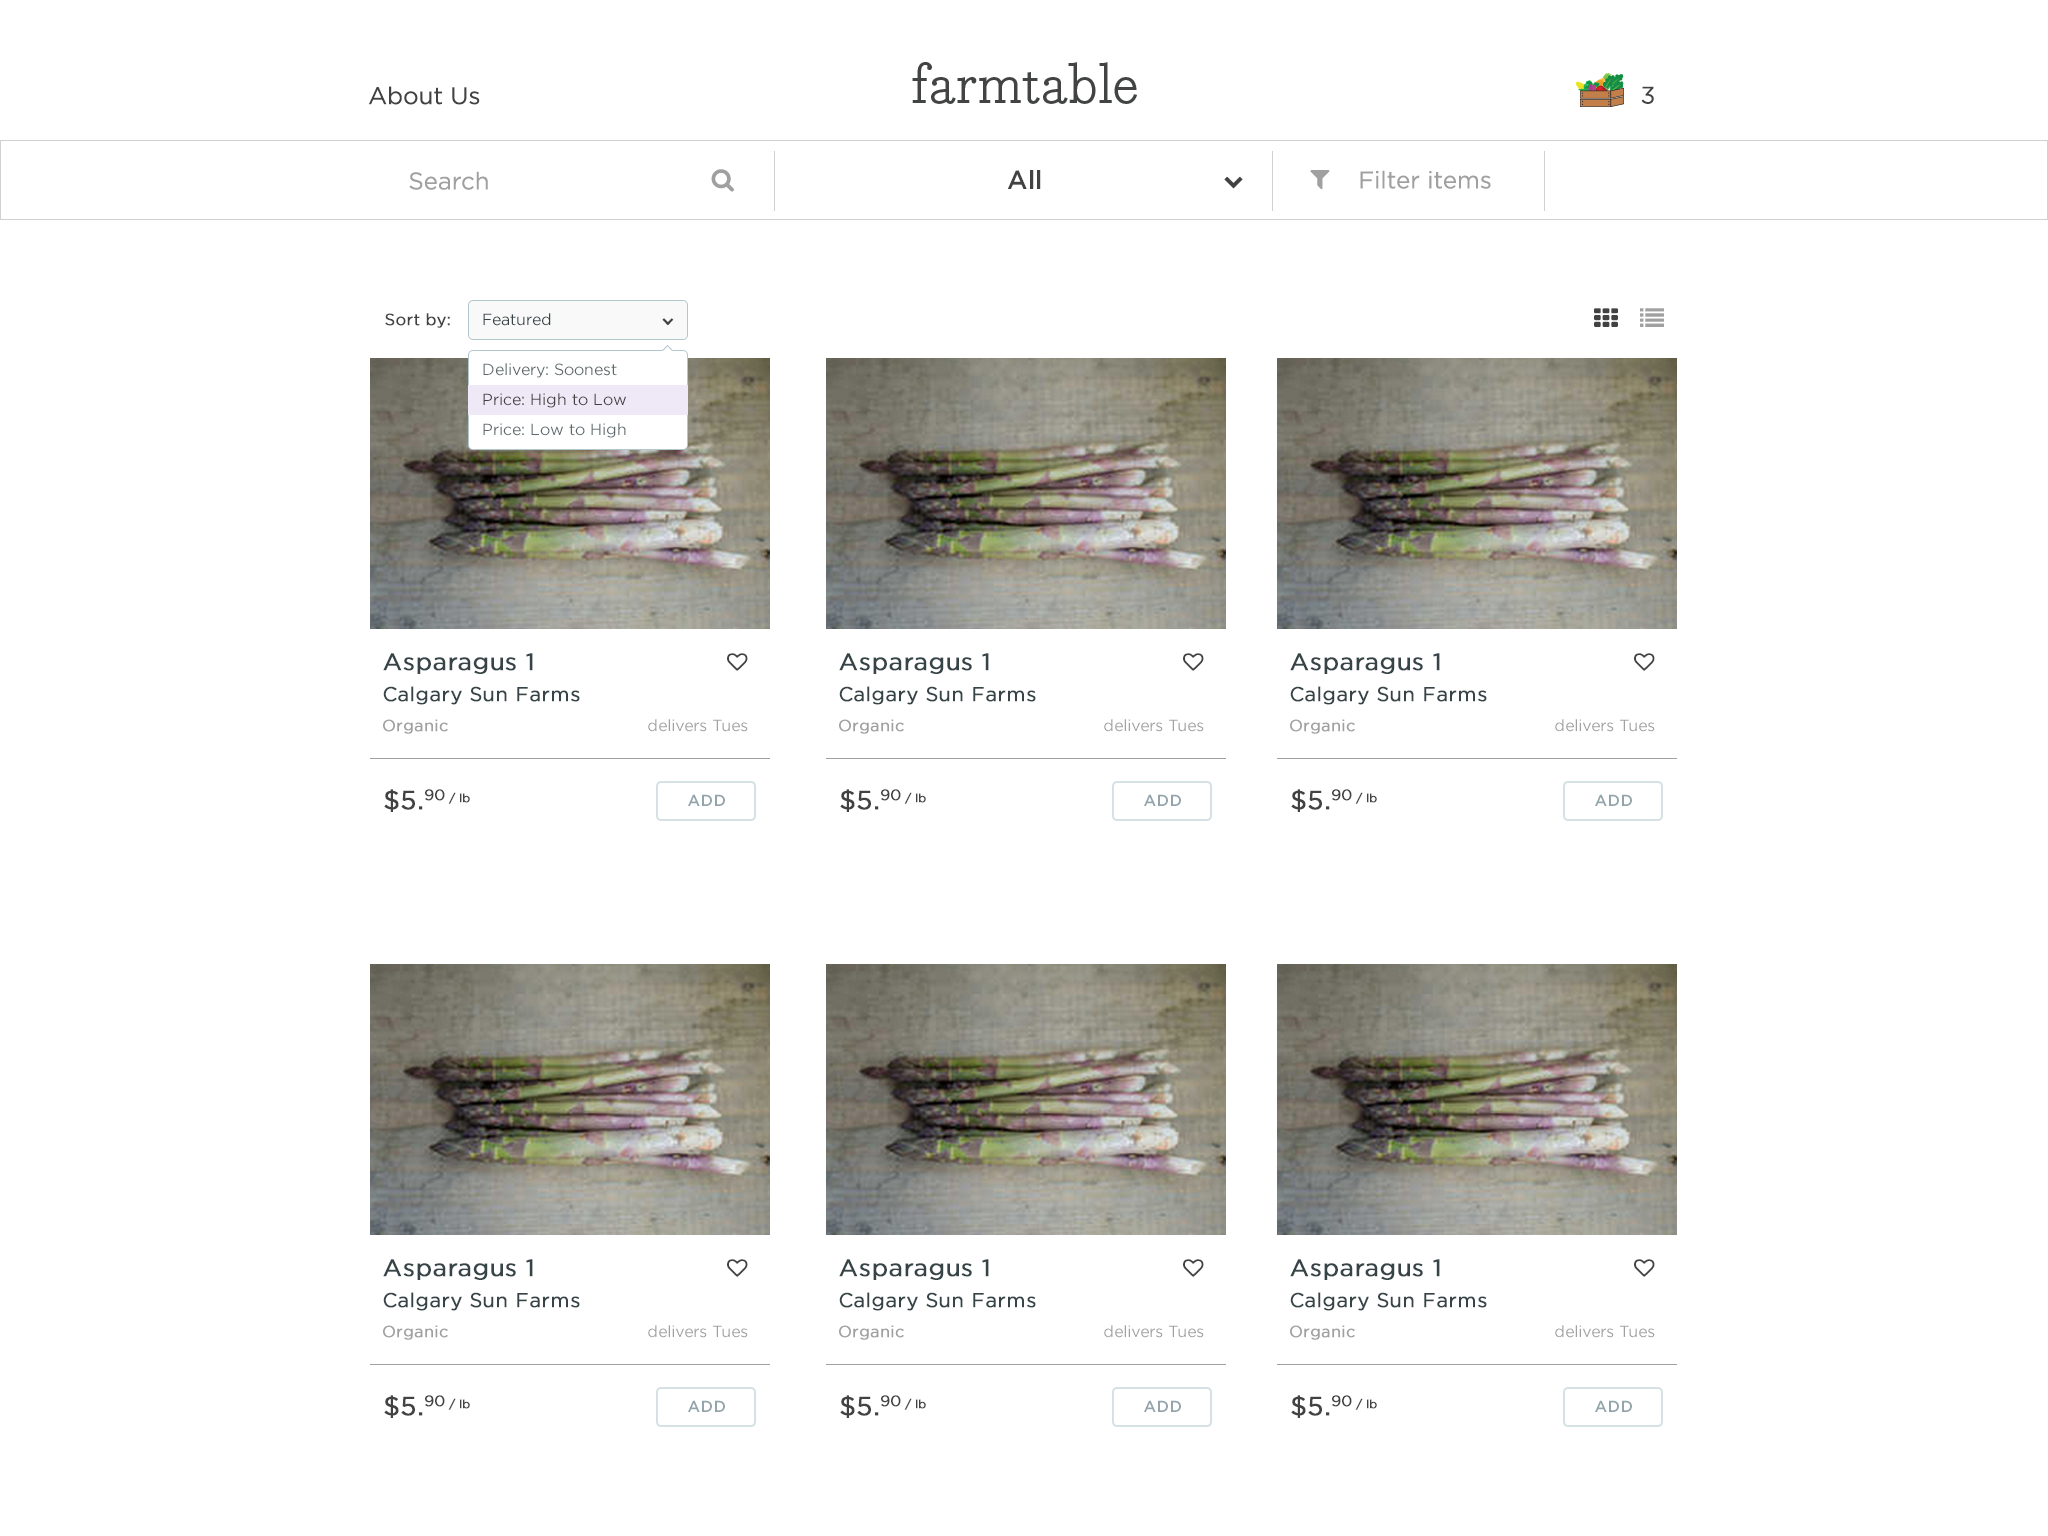 About Us
farmtable
3
Search
All
Filter items
Sort by:
Featured
Delivery: Soonest
Price: High to Low
Price: Low to High
Asparagus 1
Calgary Sun Farms
Organic
delivers Tues
$5.90 / lb
ADD
Asparagus 1
Calgary Sun Farms
Organic
delivers Tues
$5.90 / lb
ADD
Asparagus 1
Calgary Sun Farms
Organic
delivers Tues
$5.90 / lb
ADD
Asparagus 1
Calgary Sun Farms
Organic
delivers Tues
$5.90 / lb
ADD
Asparagus 1
Calgary Sun Farms
Organic
delivers Tues
$5.90 / lb
ADD
Asparagus 1
Calgary Sun Farms
Organic
delivers Tues
$5.90 / lb
ADD